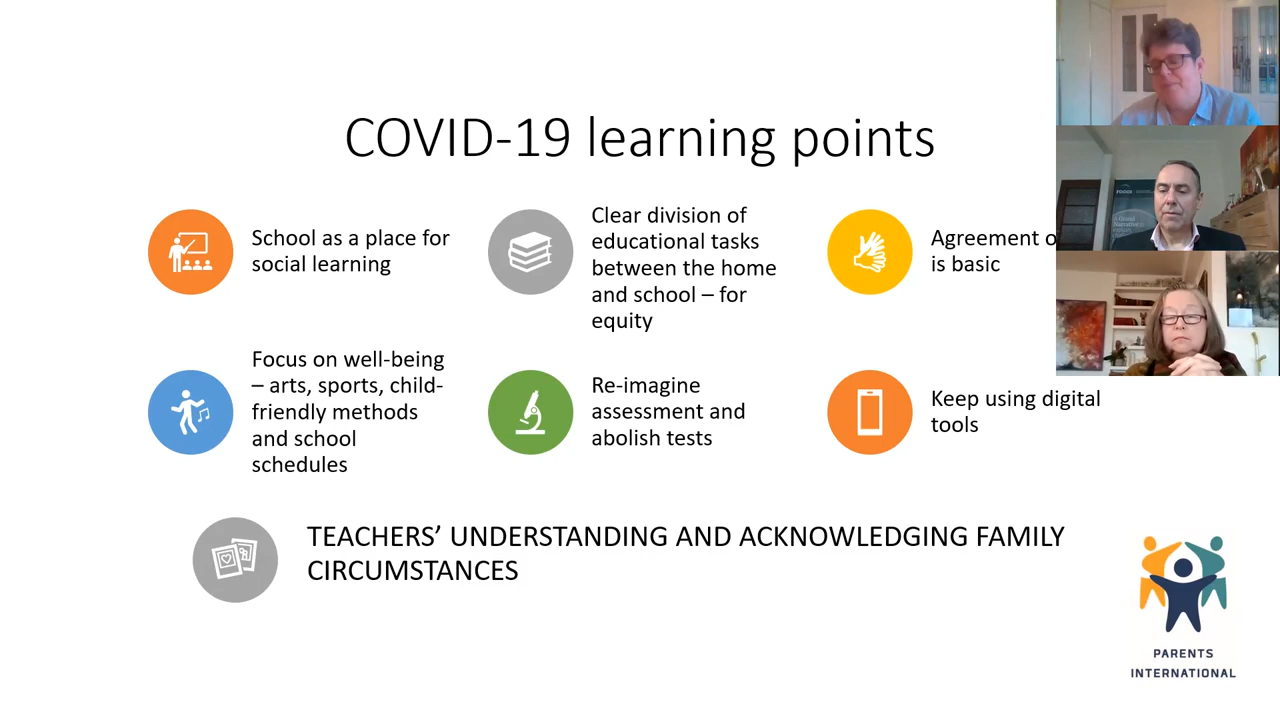 COVID-19 learning points
School as a place for
social learning
Clear division of
educational tasks
between the home
and school – for
equity
Agreement
is basic
Focus on well-being
– arts, sports, child-
friendly methods
and school
schedules
Re-imagine
assessment and
abolish tests
Keep using digital
tools
TEACHERS’ UNDERSTANDING AND ACKNOWLEDGING FAMILY
CIRCUMSTANCES
PARENTS
INTERNATIONAL